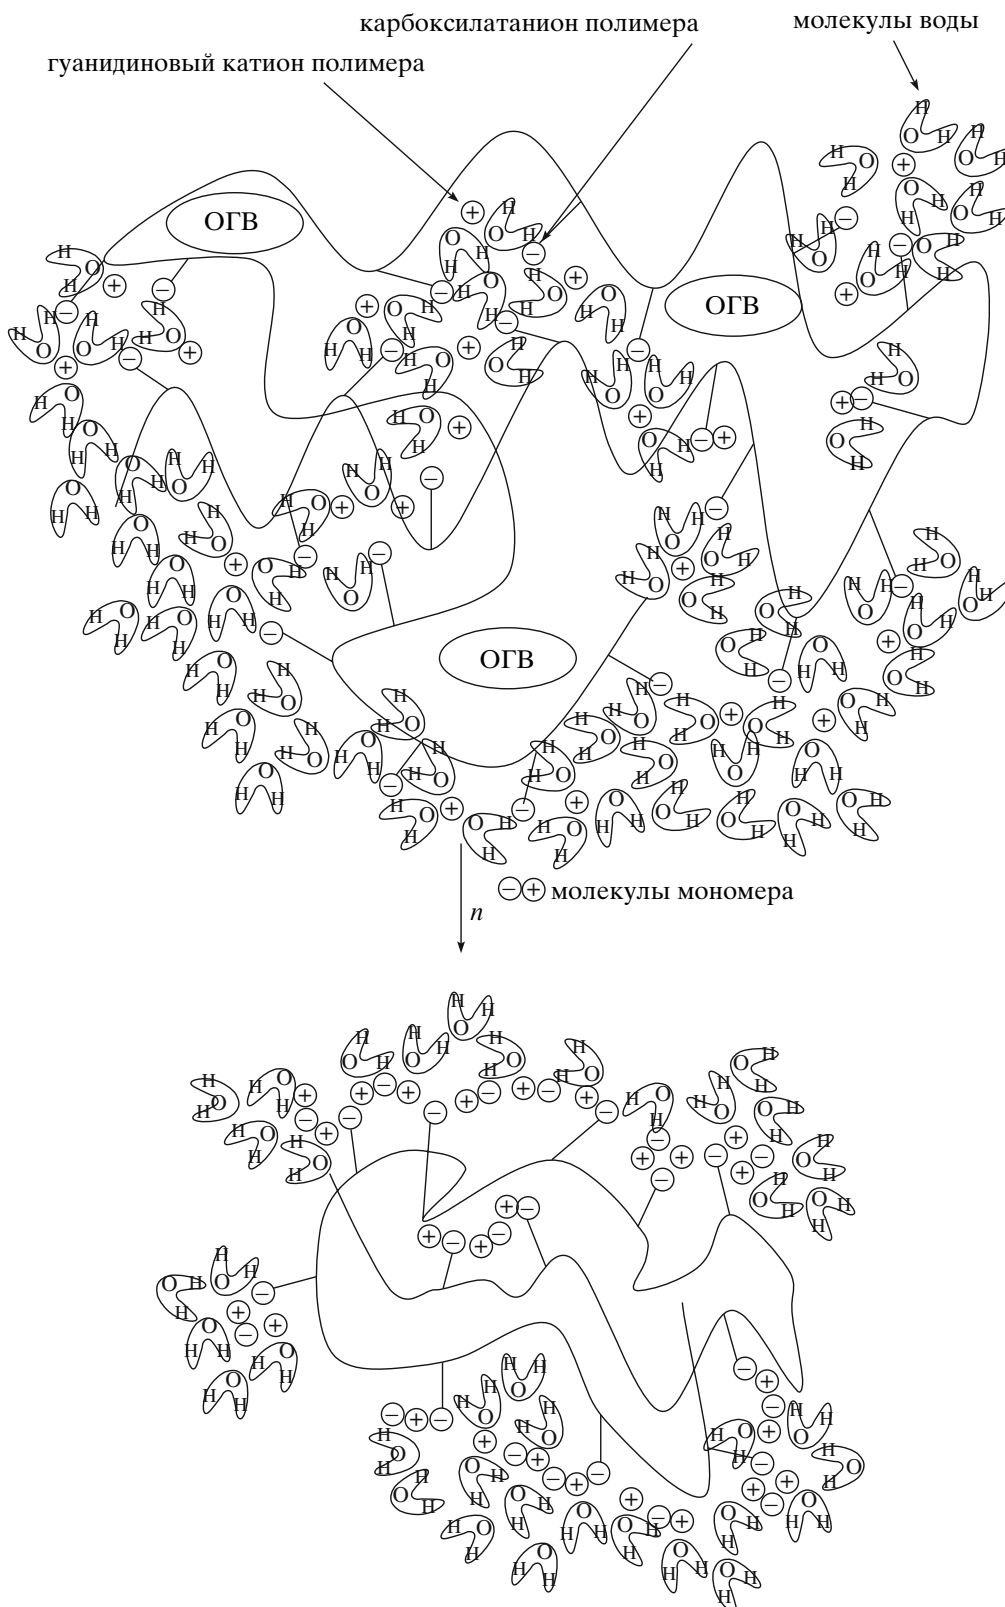 карбоксилатанион полимера
молекулы воды
гуанидиновый катион полимера
ОГВ
ОГВ
ОГВ
молекулы мономера
n